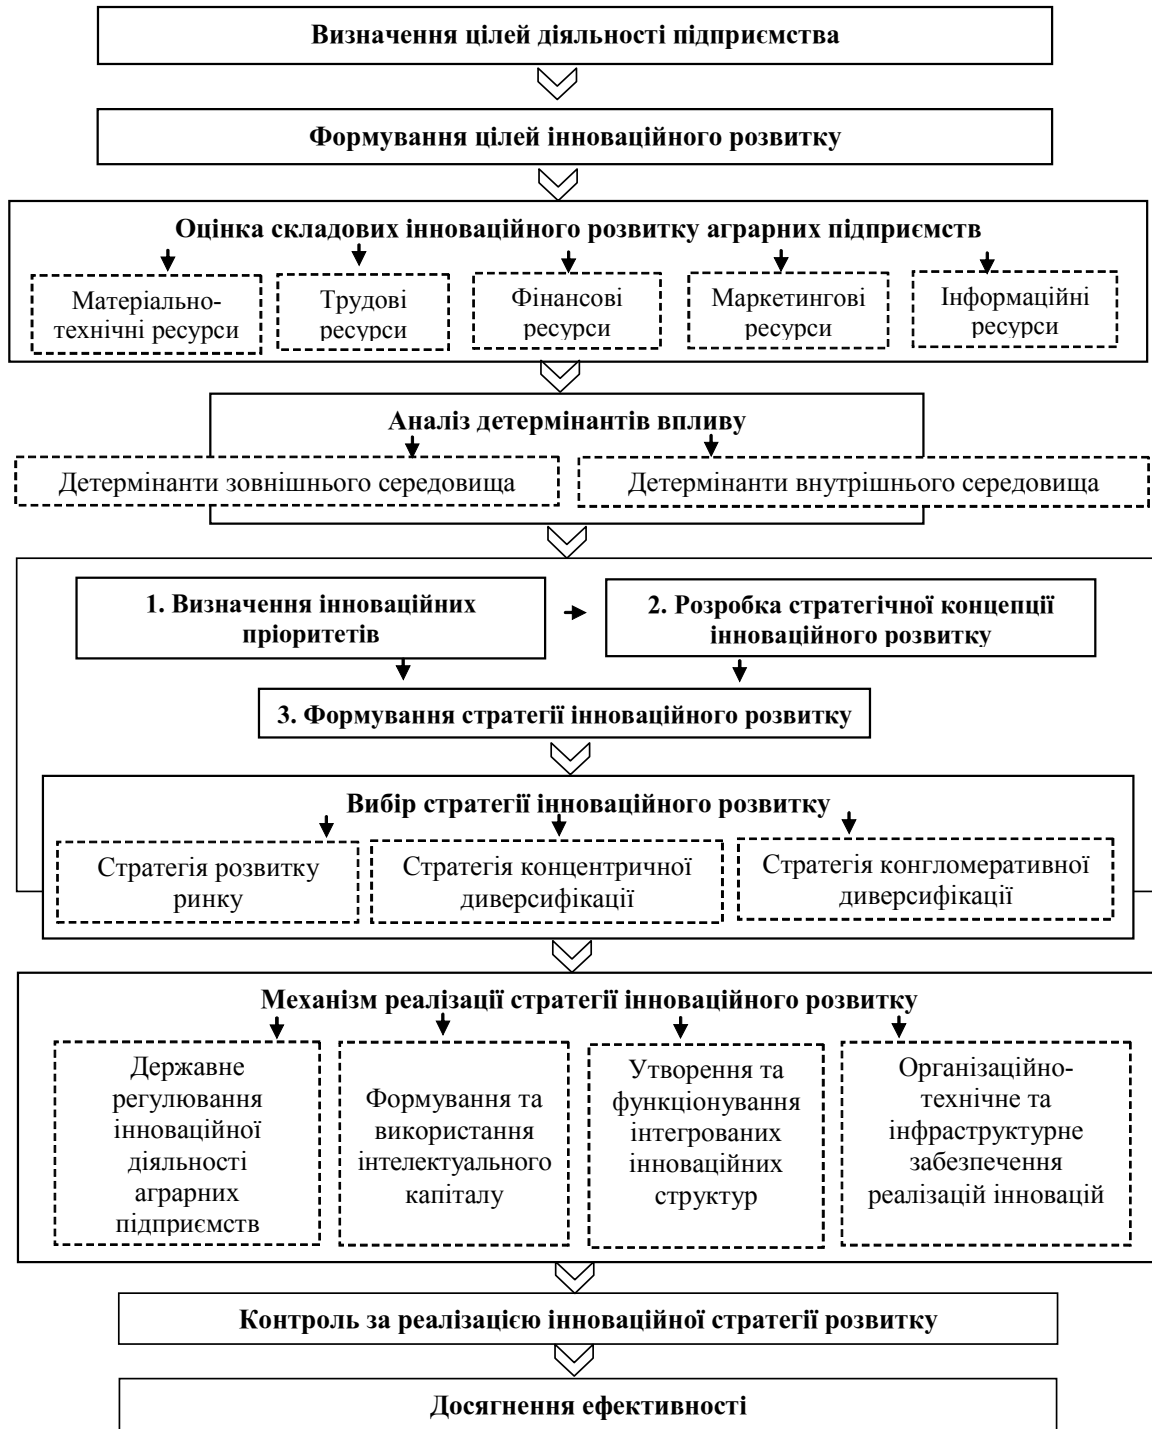 Визначення цілей діяльності підприємства
Формування цілей інноваційного розвитку
Оцінка складових інноваційного розвитку аграрних підприємств
Матеріально-
технічні ресурси
Трудові
ресурси
Фінансові
ресурси
Маркетингові
ресурси
Інформаційні
ресурси
Аналіз детермінантів впливу
Детермінанти зовнішнього середовища
Детермінанти внутрішнього середовища
1. Визначення інноваційних
пріоритетів
2. Розробка стратегічної концепції
інноваційного розвитку
3. Формування стратегії інноваційного розвитку
Вибір стратегії інноваційного розвитку
Стратегія розвитку
ринку
Стратегія концентричної
диверсифікації
Стратегія конгломеративної
диверсифікації
Механізм реалізації стратегії інноваційного розвитку
Державне
регулювання
інноваційної
діяльності
аграрних
підприємств
Формування та
використання
інтелектуального
капіталу
Утворення та
функціонування
інтегрованих
інноваційних
структур
Організаційно-
технічне та
інфраструктурне
забезпечення
реалізацій інновацій
Контроль за реалізацією інноваційної стратегії розвитку
Досягнення ефективності